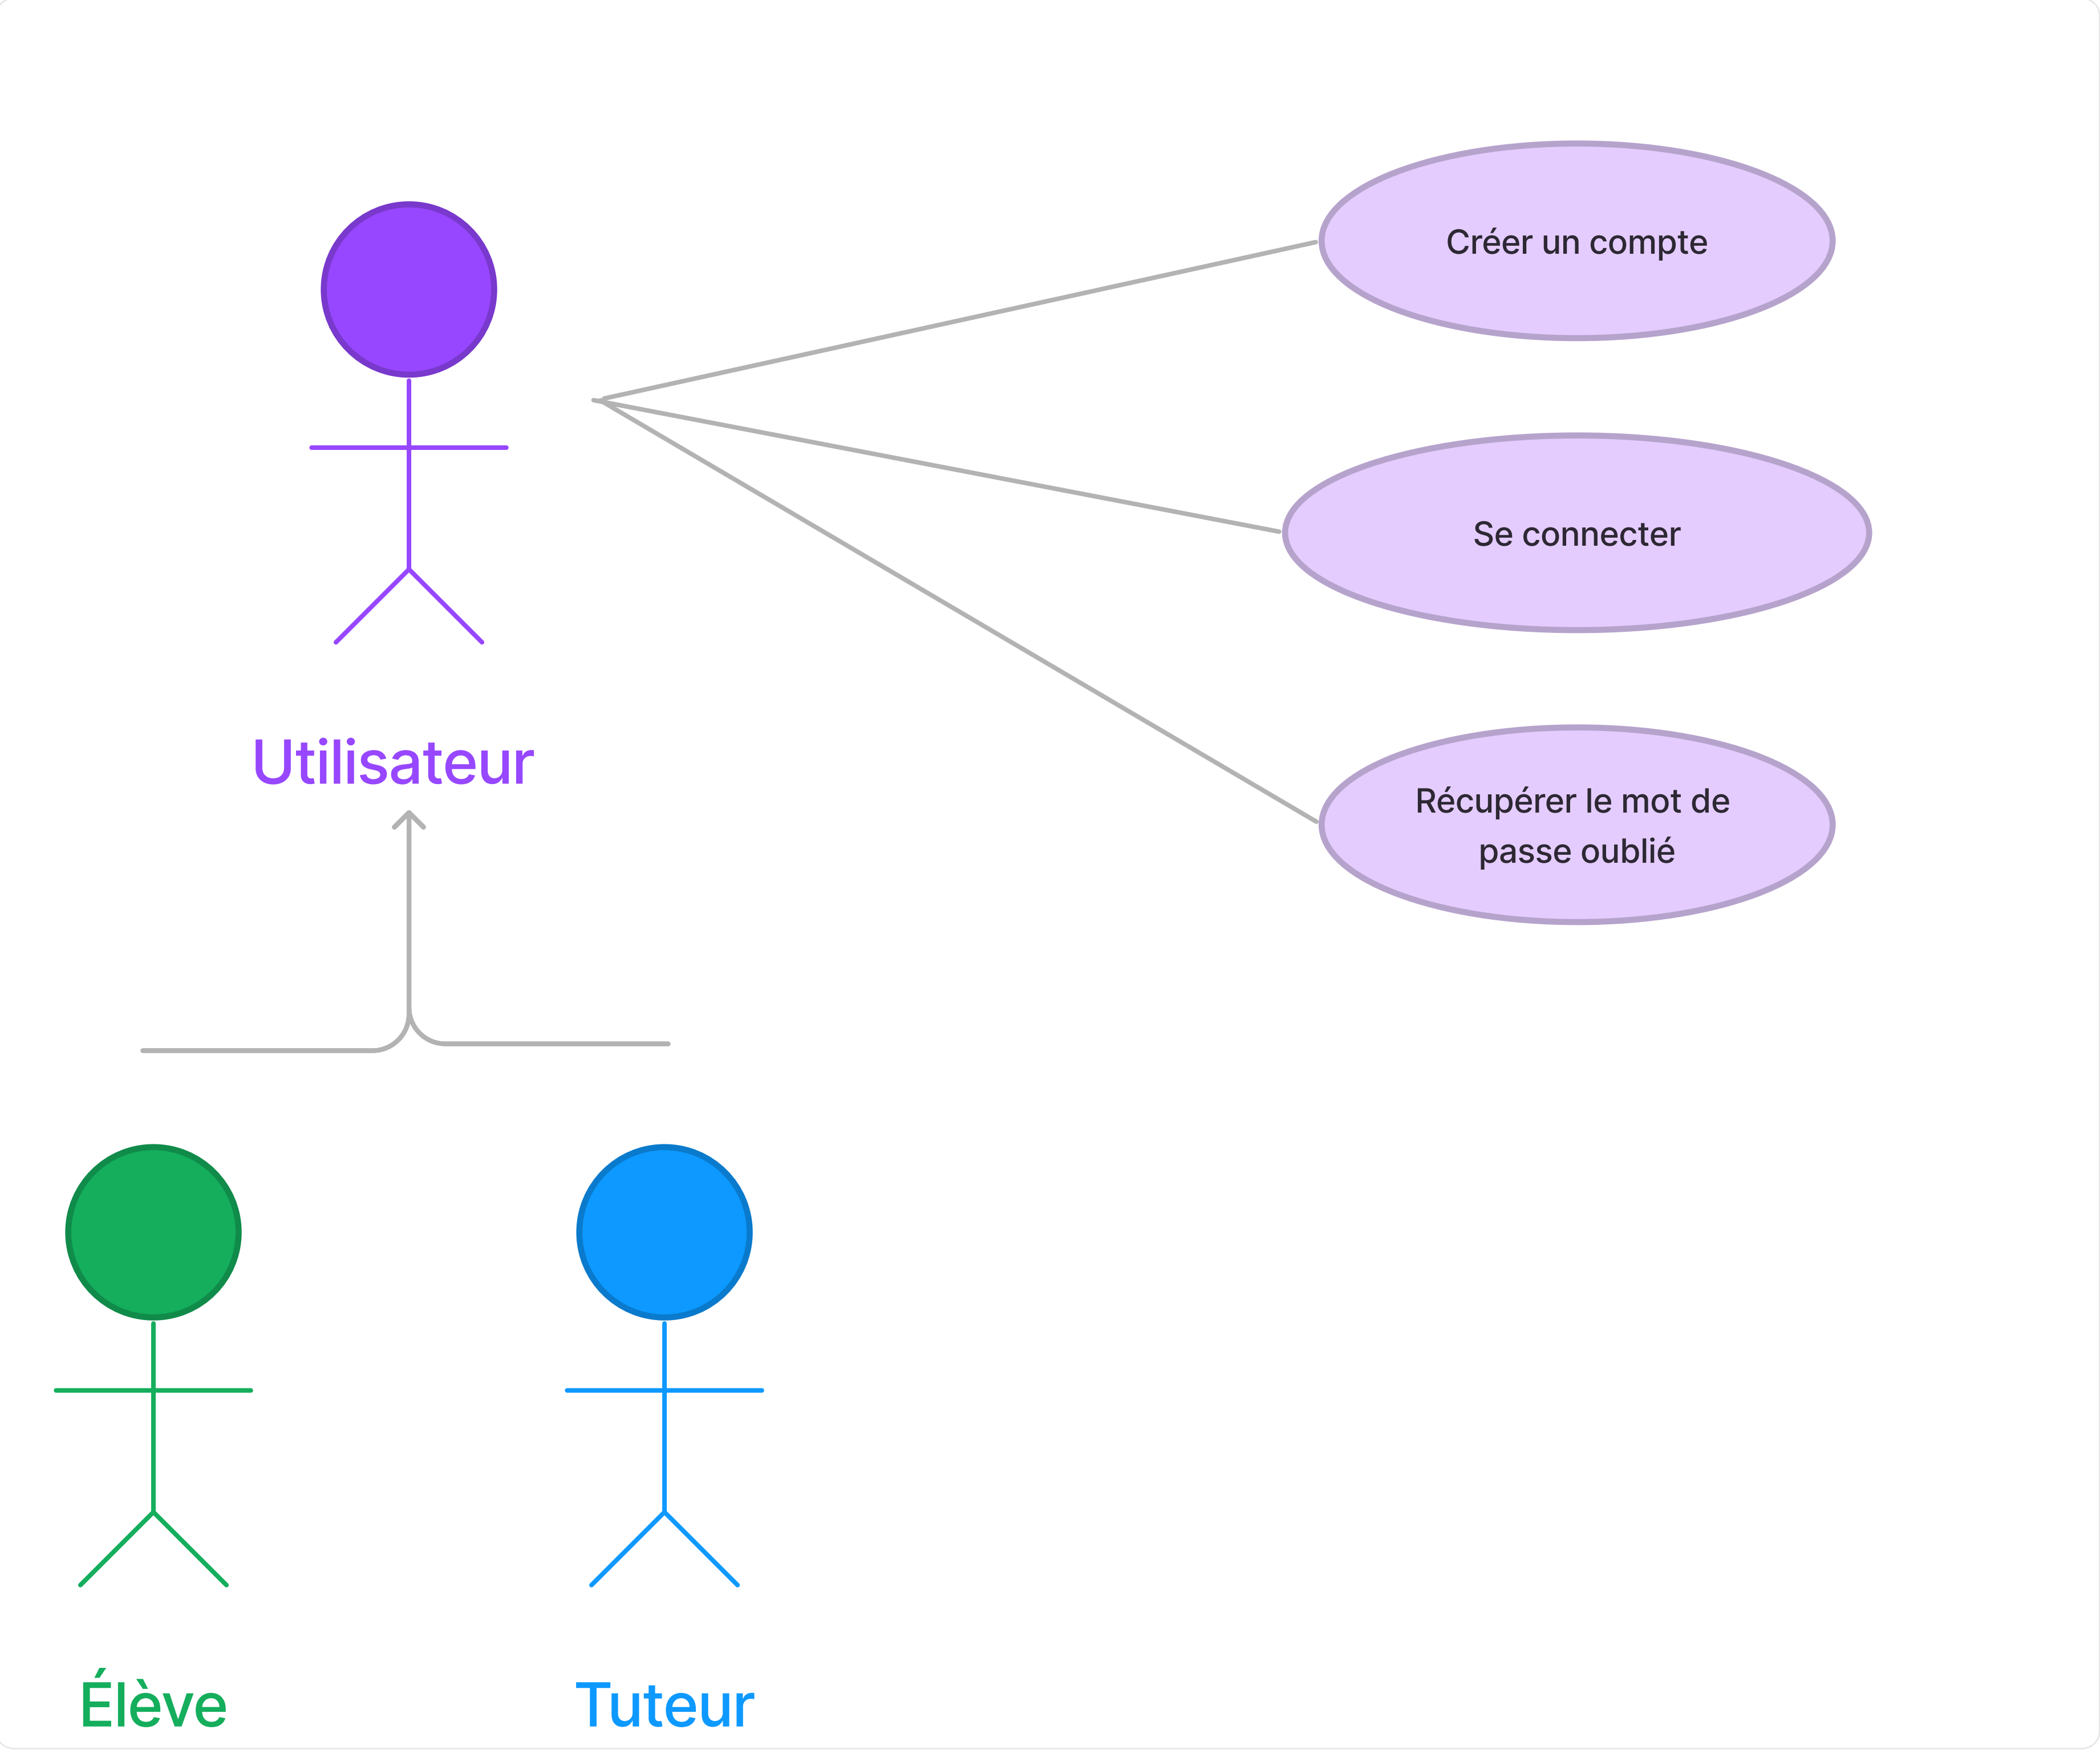 Créer un compte
Se connecter
Utilisateur
Récupérer le mot de
passe oublié
Élève
Tuteur